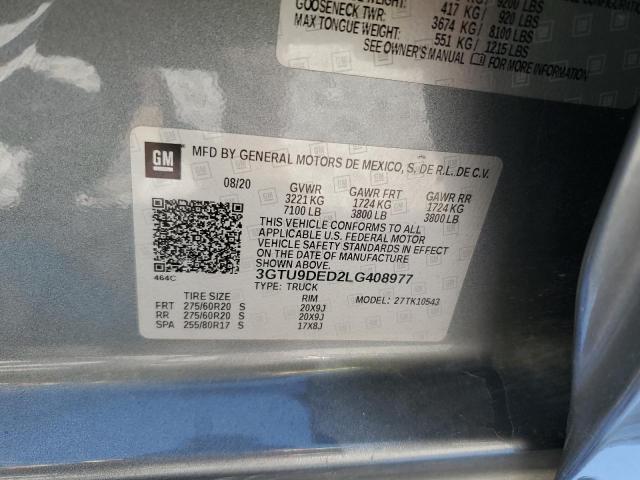 9200 LBS
417 KG/ 920 LBS
GOOSENECK TWR: 3674 KG/ 8100 LBS
MAX TONGUE WEIGHT: 551 KG/ 1215 LBS
SEE OWNER'S MANUAL FOR MORE INFORMATION
GM
MFD BY GENERAL MOTORS DE MEXICO, S. DE R.L. DE C.V.
08/20 GVWR GAWR FRT GAWR RR
3221 KG 1724 KG 1724 KG
7100 LB 3800 LB 3800 LB
THIS VEHICLE CONFORMS TO ALL
APPLICABLE U.S. FEDERAL MOTOR
VEHICLE SAFETY STANDARDS IN EFFECT
ON THE DATE OF MANUFACTURE
SHOWN ABOVE.
464C
3GTU9DED2LG408977
TYPE: TRUCK MODEL: 27TK10543
TIRE SIZE RIM
FRT 275/60R20 S 20X9J
RR 275/60R20 S 20X9J
SPA 255/80R17 S 17X8J